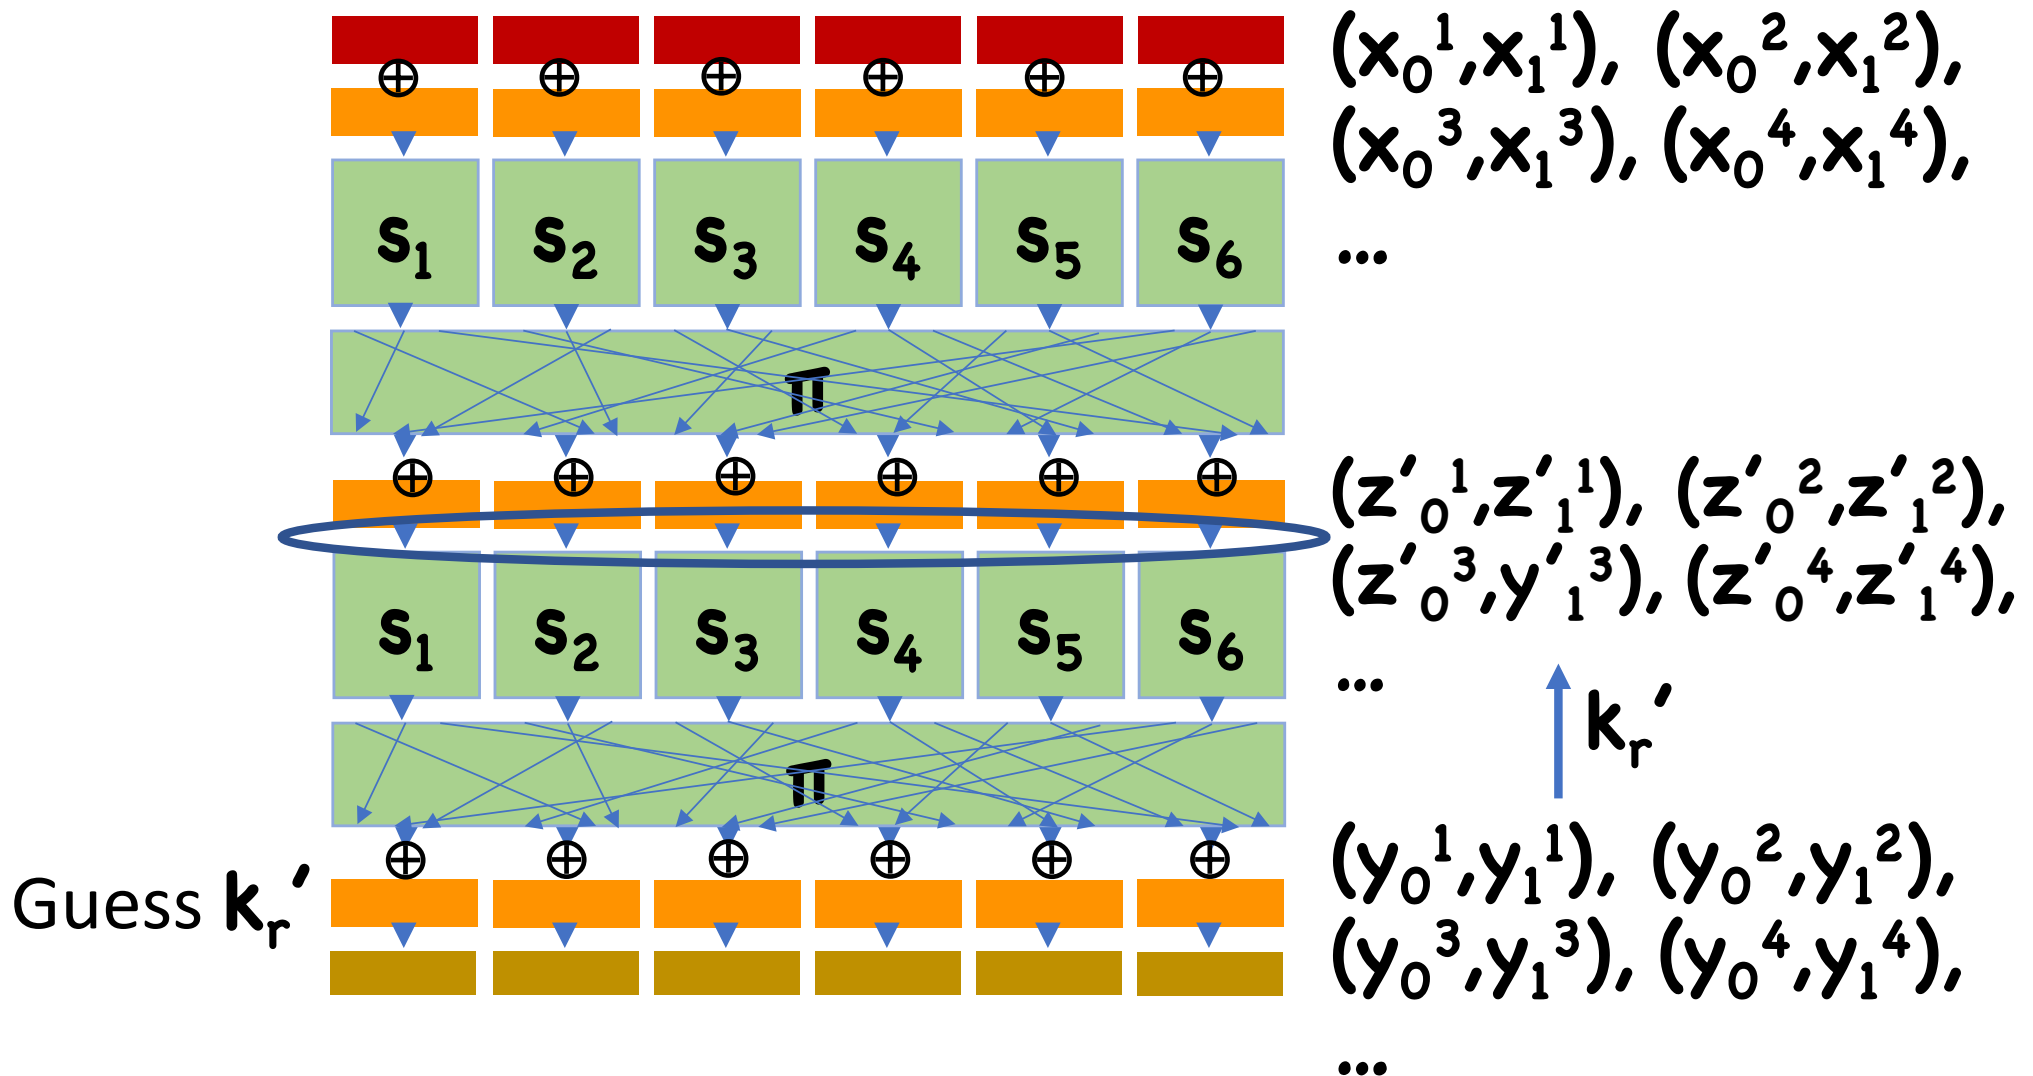 (x₀¹,x₁¹), (x₀²,x₁²),
(x₀³,x₁³), (x₀⁴,x₁⁴),
...
s₁ s₂ s₃ s₄ s₅ s₆
π
(z′₀¹,z′₁¹), (z′₀²,z′₁²),
(z′₀³,y′₁³), (z′₀⁴,z′₁⁴),
...
s₁ s₂ s₃ s₄ s₅ s₆
kᵣ′
π
Guess kᵣ′
(y₀¹,y₁¹), (y₀²,y₁²),
(y₀³,y₁³), (y₀⁴,y₁⁴),
...